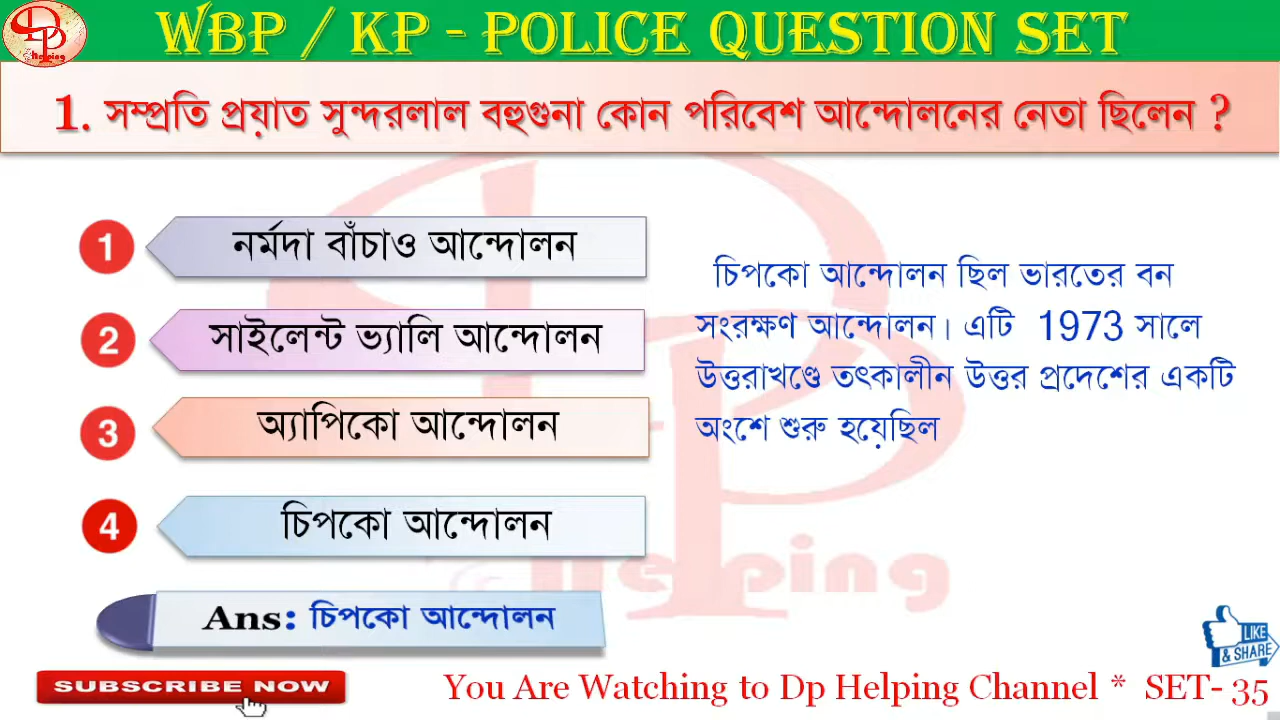 DP
Helping
WBP / KP - POLICE QUESTION SET
1. সম্প্রতি প্রয়াত সুন্দরলাল বহুগুনা কোন পরিবেশ আন্দোলনের নেতা ছিলেন ?
1 নর্মদা বাঁচাও আন্দোলন
2 সাইলেন্ট ভ্যালি আন্দোলন
3 অ্যাপিকো আন্দোলন
4 চিপকো আন্দোলন
চিপকো আন্দোলন ছিল ভারতের বন
সংরক্ষণ আন্দোলন। এটি 1973 সালে
উত্তরাখণ্ডে তৎকালীন উত্তর প্রদেশের একটি
অংশে শুরু হয়েছিল
Helping
Ans: চিপকো আন্দোলন
LIKE
& SHARE
SUBSCRIBE NOW
You Are Watching to Dp Helping Channel * SET- 35